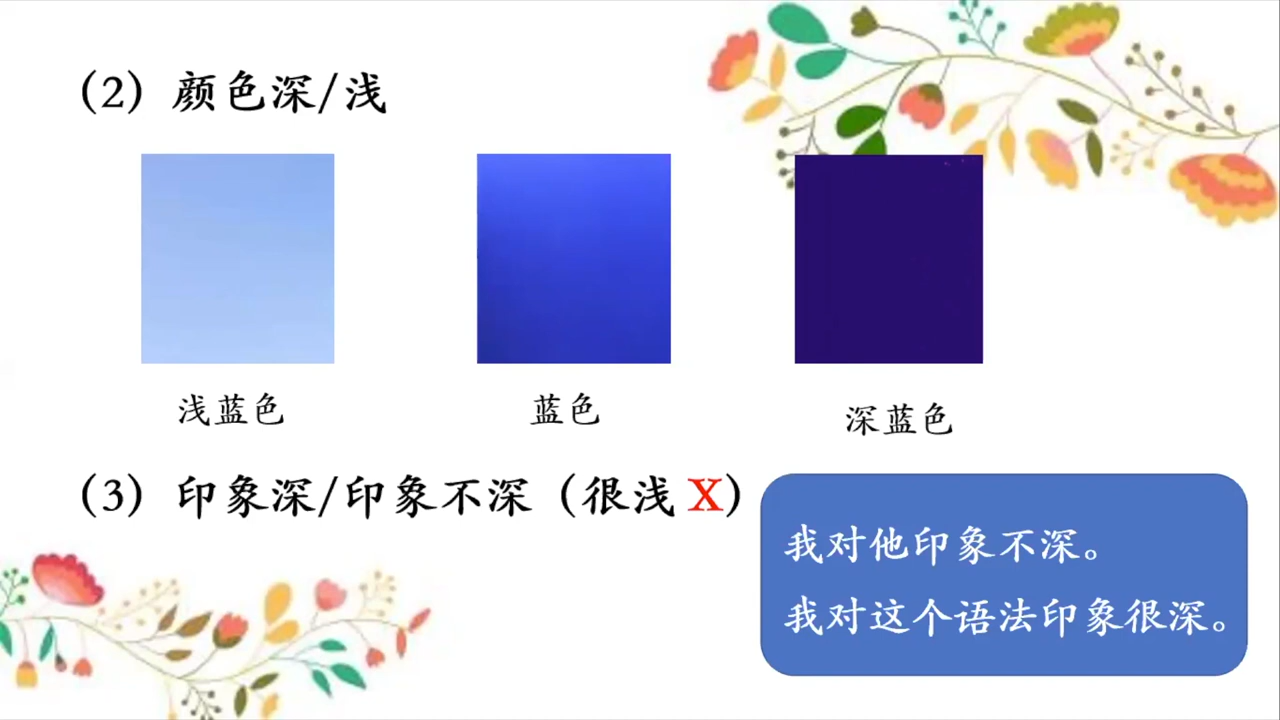 （2）颜色深/浅
浅蓝色
蓝色
深蓝色
（3）印象深/印象不深（很浅 X）
我对他印象不深。
我对这个语法印象很深。